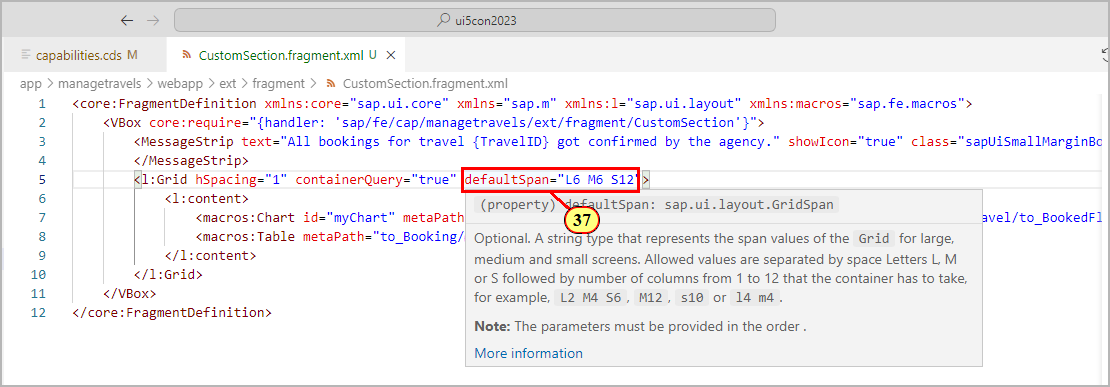 ← → ui5con2023
capabilities.cds M CustomSection.fragment.xml U ×
app > managetravels > webapp > ext > fragment > CustomSection.fragment.xml
1 <core:FragmentDefinition xmlns:core="sap.ui.core" xmlns="sap.m" xmlns:l="sap.ui.layout" xmlns:macros="sap.fe.macros">
2 <VBox core:require="{handler: 'sap/fe/cap/managetravels/ext/fragment/CustomSection'}">
3 <MessageStrip text="All bookings for travel {TravelID} got confirmed by the agency." showIcon="true" class="sapUiSmallMarginBo
4 </MessageStrip>
5 <l:Grid hSpacing="1" containerQuery="true" defaultSpan="L6 M6 S12">
6 <l:content>
(property) defaultSpan: sap.ui.layout.GridSpan
37
7 <macros:Chart id="myChart" metaPat avel/to_BookedFl
8 <macros:Table metaPath="to_Booking/
9 </l:content>
10 </l:Grid>
11 </VBox>
12 </core:FragmentDefinition>
Optional. A string type that represents the span values of the Grid for large,
medium and small screens. Allowed values are separated by space Letters L, M
or S followed by number of columns from 1 to 12 that the container has to take,
for example, L2 M4 S6 , M12 , s10 or l4 m4 .
Note: The parameters must be provided in the order .
More information